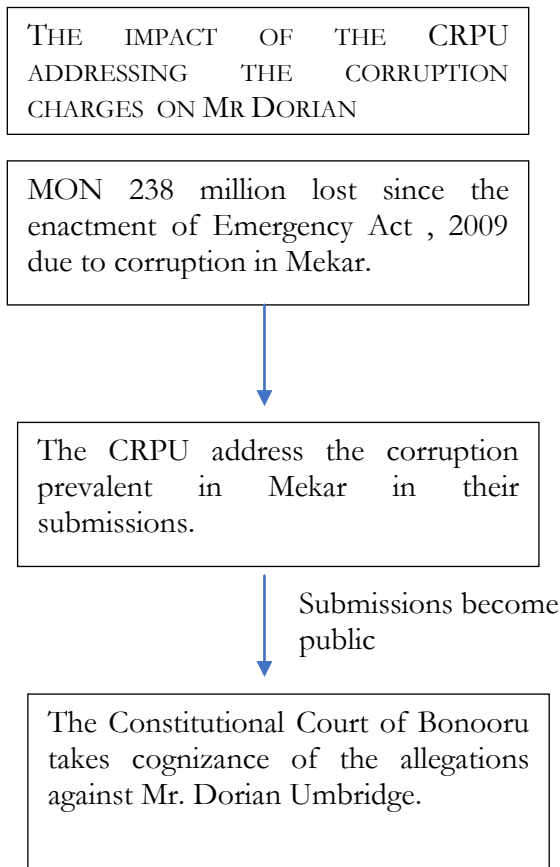 THE IMPACT OF THE CRPU
ADDRESSING THE CORRUPTION
CHARGES ON MR DORIAN
MON 238 million lost since the
enactment of Emergency Act , 2009
due to corruption in Mekar.
The CRPU address the corruption
prevalent in Mekar in their
submissions.
Submissions become
public
The Constitutional Court of Bonooru
takes cognizance of the allegations
against Mr. Dorian Umbridge.